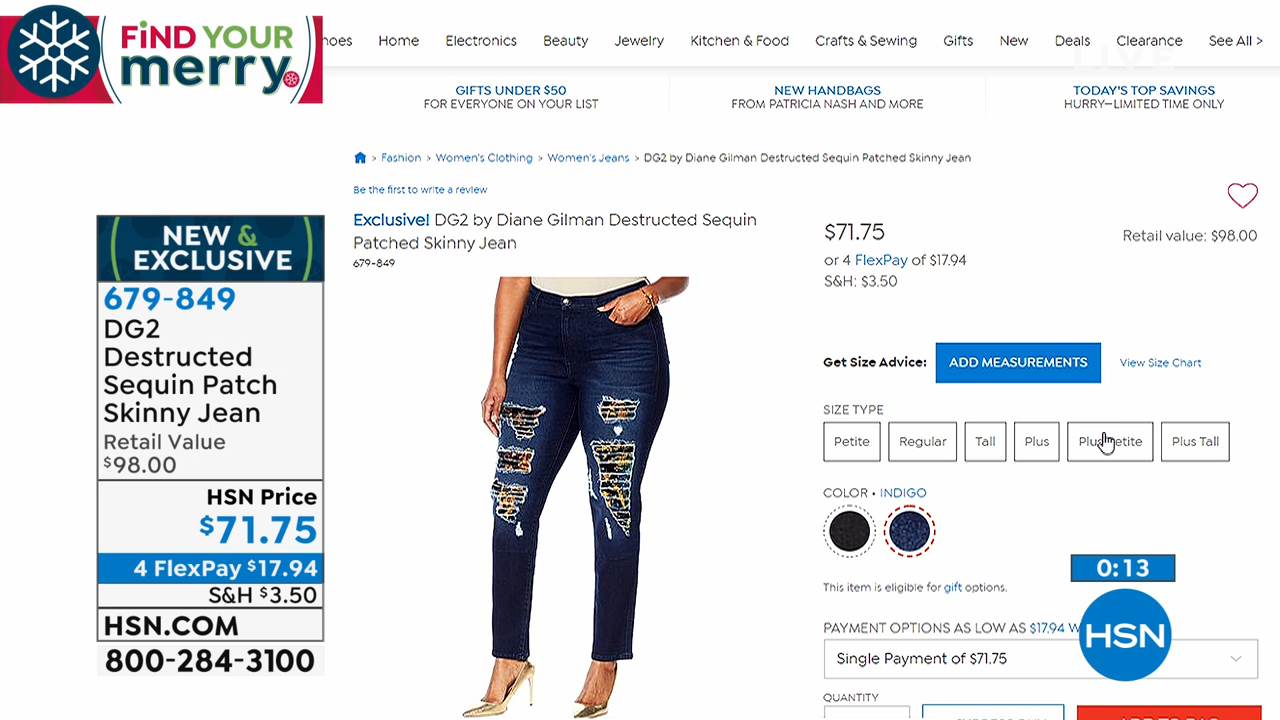 FiND YOUR
merry.
hoes Home Electronics Beauty Jewelry Kitchen & Food Crafts & Sewing Gifts New Deals Clearance See All >
LIVE
GIFTS UNDER $50
FOR EVERYONE ON YOUR LIST
NEW HANDBAGS
FROM PATRICIA NASH AND MORE
TODAY'S TOP SAVINGS
HURRY—LIMITED TIME ONLY
> Fashion > Women's Clothing > Women's Jeans > DG2 by Diane Gilman Destructed Sequin Patched Skinny Jean
Be the first to write a review
Exclusive! DG2 by Diane Gilman Destructed Sequin
Patched Skinny Jean
679-849
$71.75
Retail value: $98.00
or 4 FlexPay of $17.94
S&H: $3.50
Get Size Advice: ADD MEASUREMENTS View Size Chart
SIZE TYPE
Petite Regular Tall Plus Plus Petite Plus Tall
COLOR • INDIGO
This item is eligible for gift options.
PAYMENT OPTIONS AS LOW AS $17.94 W
Single Payment of $71.75
QUANTITY
NEW &
EXCLUSIVE
679-849
DG2
Destructed
Sequin Patch
Skinny Jean
Retail Value
$98.00
HSN Price
$71.75
4 FlexPay $17.94
S&H $3.50
HSN.COM
800-284-3100
0:13
HSN